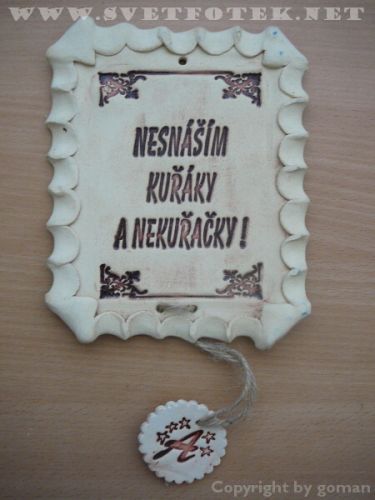 WWW.SVETFOTEK.NET
NESNÁŠÍM
KUŘÁKY
A NEKUŘAČKY!
A
Copyright by goman